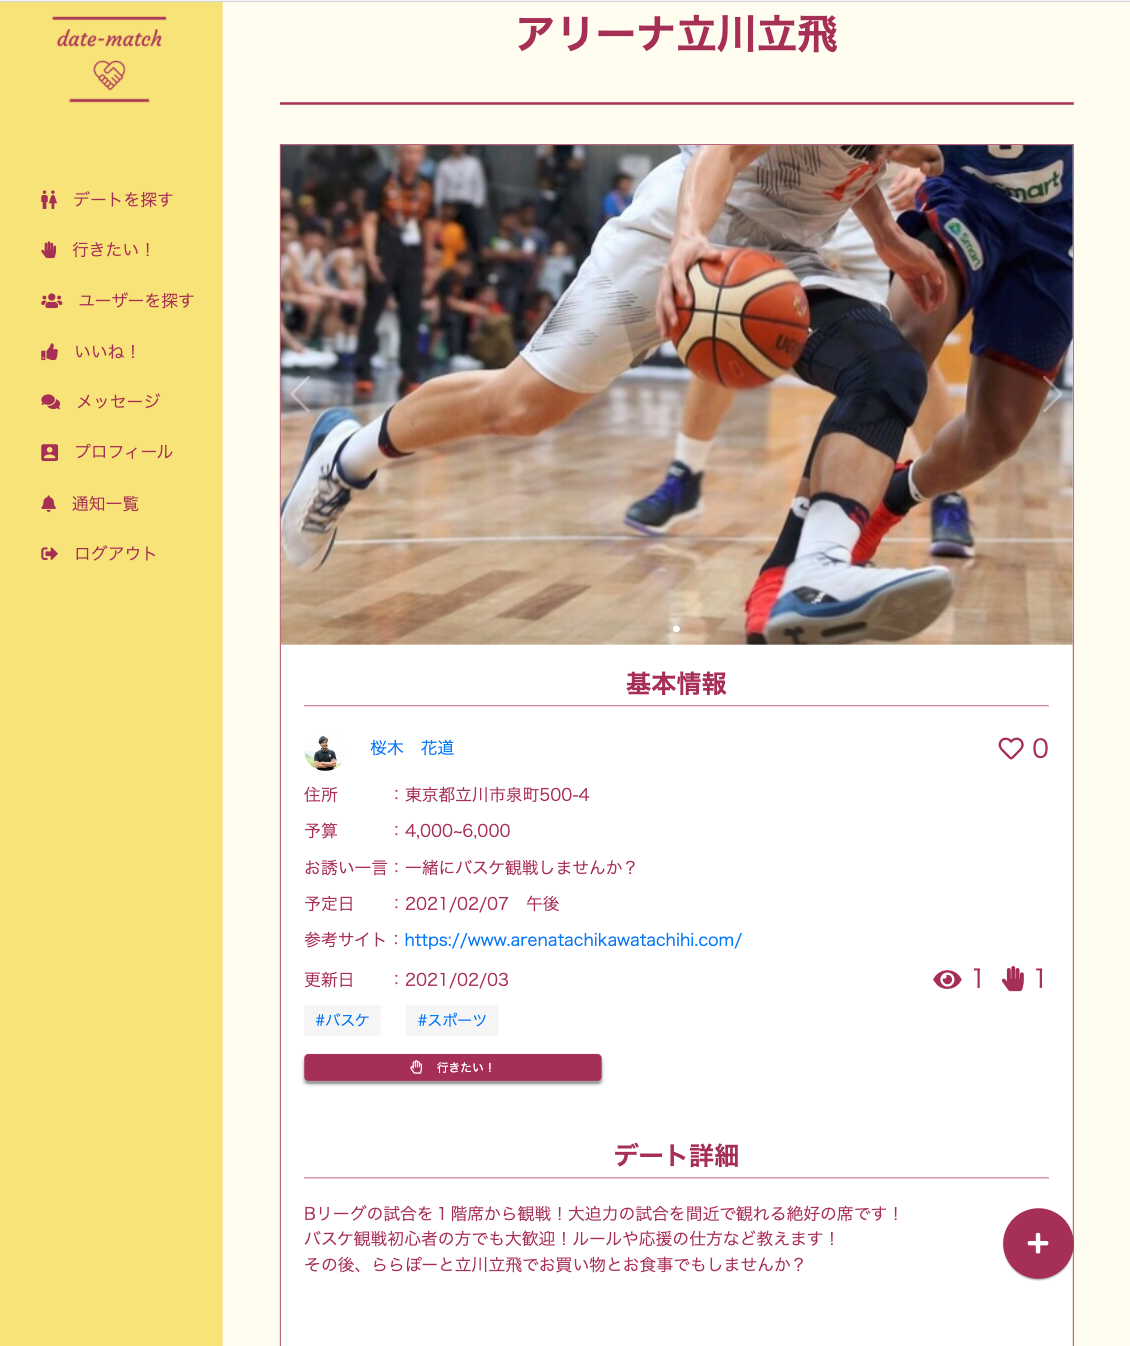 date-match
デートを探す
行きたい！
ユーザーを探す
いいね！
メッセージ
プロフィール
通知一覧
ログアウト
アリーナ立川立飛
smart
Smart
基本情報
桜木　花道
0
住所　　　：東京都立川市泉町500-4
予算　　　：4,000~6,000
お誘い一言：一緒にバスケ観戦しませんか？
予定日　　：2021/02/07　午後
参考サイト：https://www.arenatachikawatachihi.com/
更新日　　：2021/02/03
1 1
#バスケ #スポーツ
行きたい！
デート詳細
Bリーグの試合を１階席から観戦！大迫力の試合を間近で観れる絶好の席です！
バスケ観戦初心者の方でも大歓迎！ルールや応援の仕方など教えます！
その後、ららぽーと立川立飛でお買い物とお食事でもしませんか？